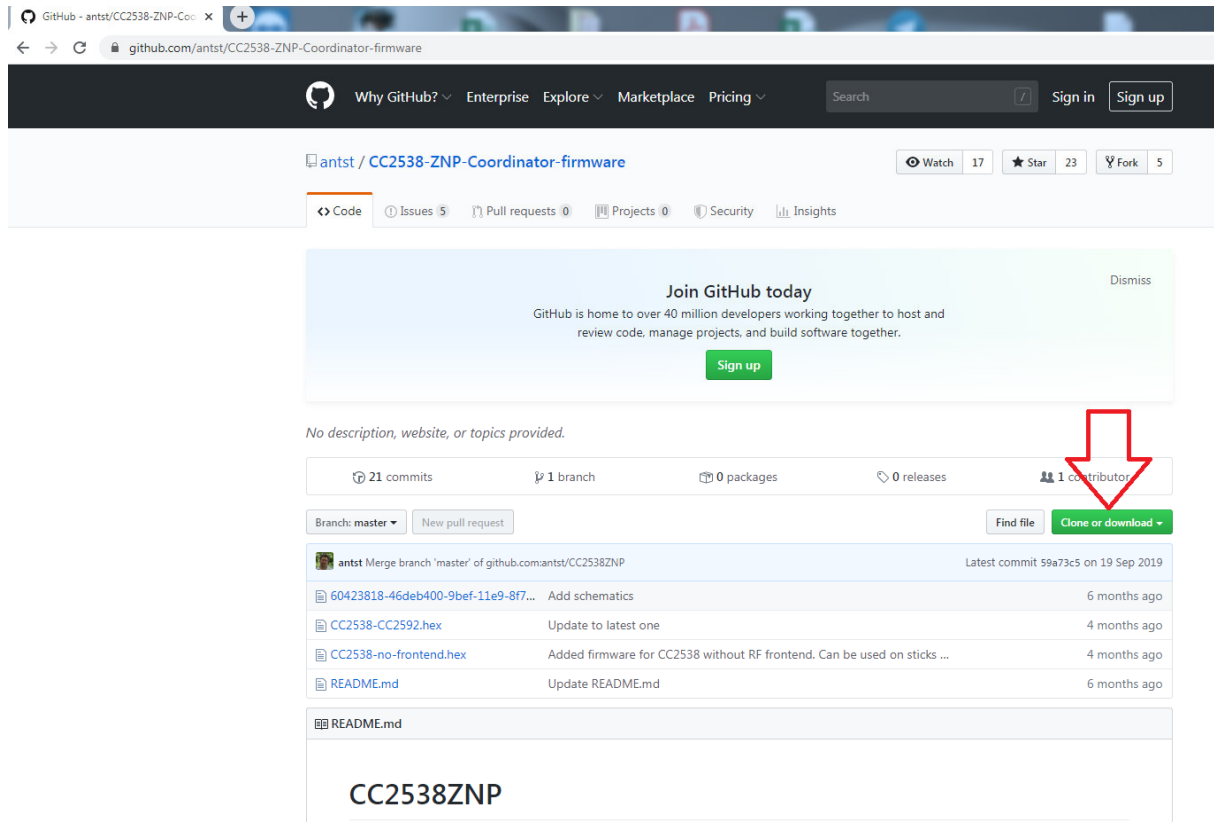 GitHub - antst/CC2538-ZNP-Coo
github.com/antst/CC2538-ZNP-Coordinator-firmware
Why GitHub? Enterprise Explore Marketplace Pricing Search / Sign in Sign up
antst / CC2538-ZNP-Coordinator-firmware Watch 17 Star 23 Fork 5
Code Issues 5 Pull requests 0 Projects 0 Security Insights
Dismiss
Join GitHub today
GitHub is home to over 40 million developers working together to host and
review code, manage projects, and build software together.
Sign up
No description, website, or topics provided.
21 commits 1 branch 0 packages 0 releases 1 contributor
Branch: master New pull request Find file Clone or download
antst Merge branch 'master' of github.com:antst/CC2538ZNP Latest commit 59a73c5 on 19 Sep 2019
60423818-46deb400-9bef-11e9-8f7... Add schematics 6 months ago
CC2538-CC2592.hex Update to latest one 4 months ago
CC2538-no-frontend.hex Added firmware for CC2538 without RF frontend. Can be used on sticks ... 4 months ago
README.md Update README.md 6 months ago
README.md
CC2538ZNP